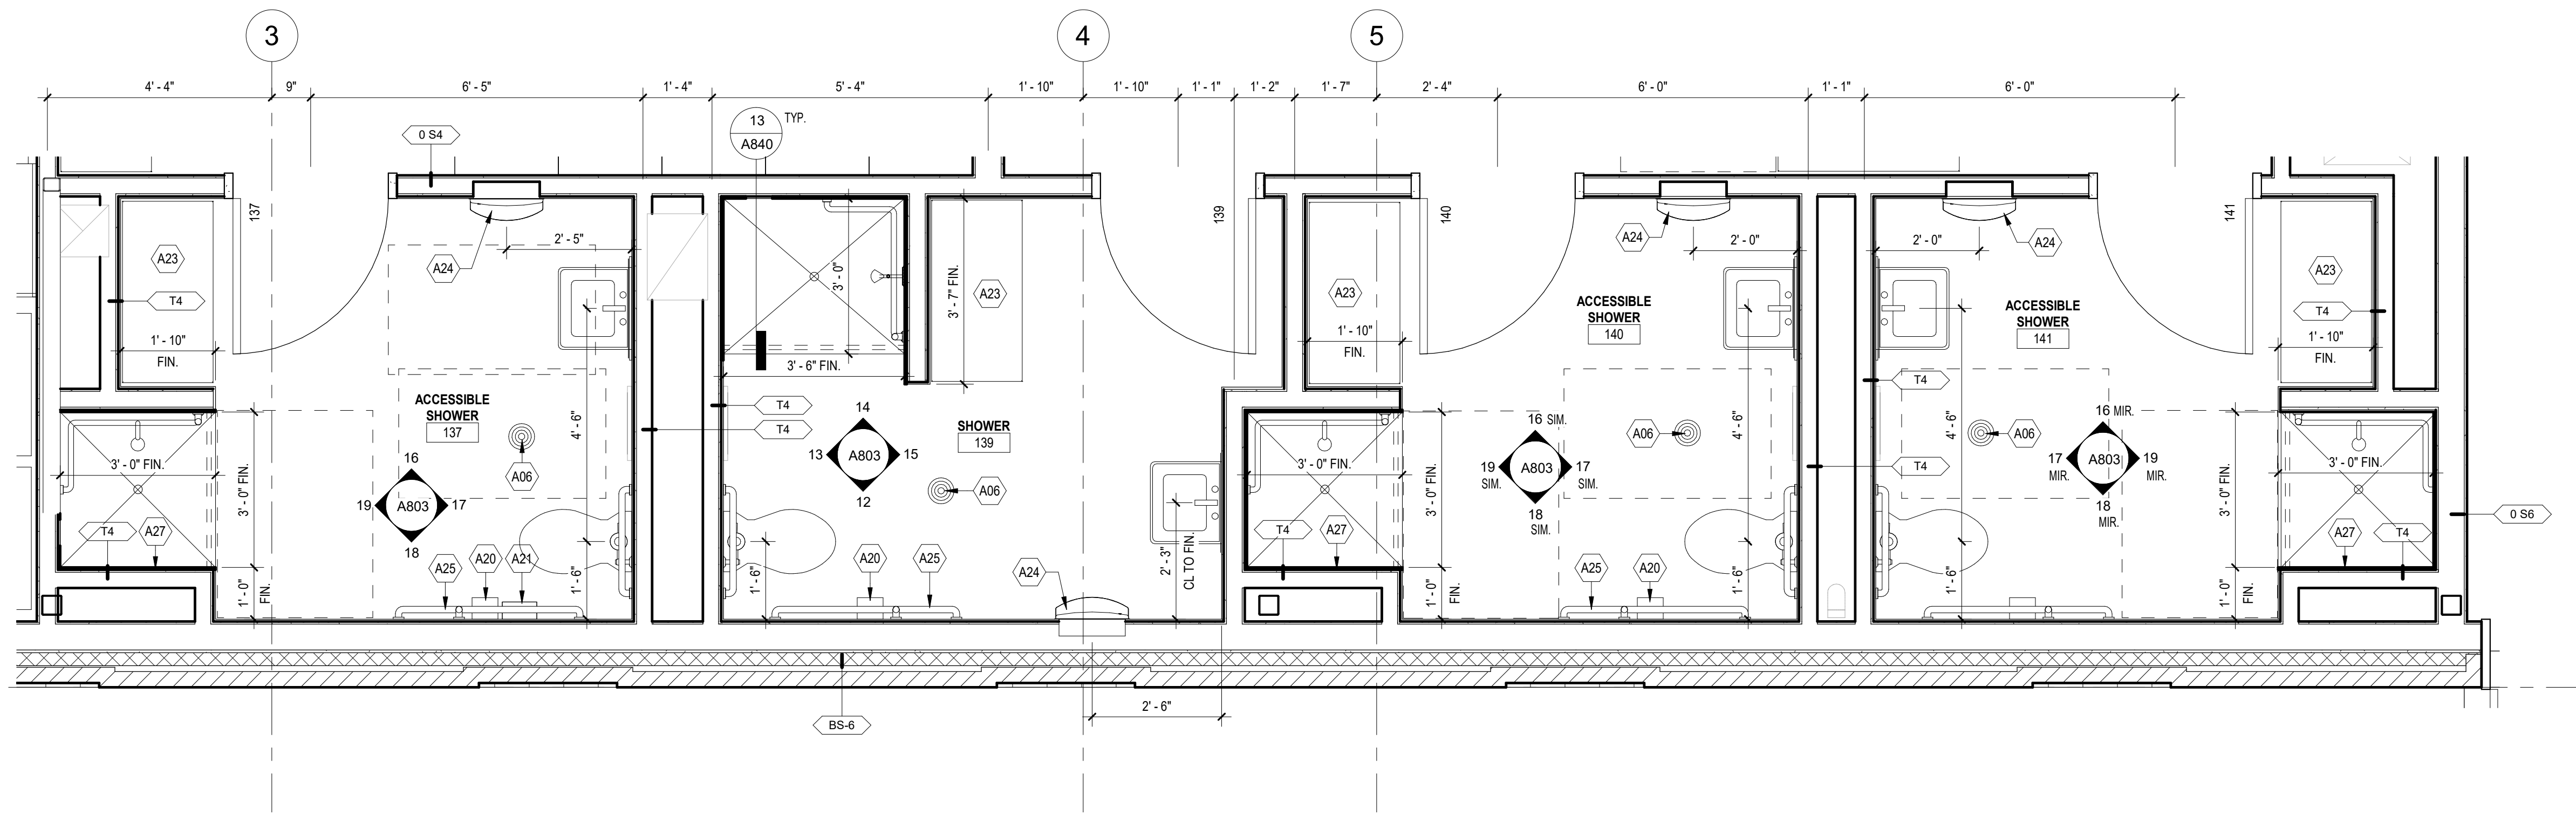 3
4
5
4' - 4"
9"
6' - 5"
1' - 4"
5' - 4"
1' - 10"
1' - 10"
1' - 1"
1' - 2"
1' - 7"
2' - 4"
6' - 0"
1' - 1"
6' - 0"
13
A840
TYP.
0 S4
137
A23
T4
1' - 10"
FIN.
A24
2' - 5"
ACCESSIBLE
SHOWER
137
4' - 6"
A06
3' - 0" FIN.
3' - 0" FIN.
T4
A27
16
19
A803
17
18
A25
A20
A21
1' - 6"
1' - 0"
FIN.
3' - 0"
3' - 6" FIN.
3' - 7" FIN.
A23
139
T4
T4
14
13
A803
15
12
SHOWER
139
A06
1' - 6"
A20
A25
A24
2' - 3"
CL TO FIN.
2' - 6"
BS-6
140
A23
1' - 10"
FIN.
A24
2' - 0"
ACCESSIBLE
SHOWER
140
A06
4' - 6"
3' - 0" FIN.
3' - 0" FIN.
T4
A27
16 SIM.
19
SIM.
A803
17
SIM.
18
SIM.
A25
A20
1' - 6"
1' - 0"
FIN.
T4
T4
2' - 0"
A24
141
A23
T4
1' - 10"
FIN.
ACCESSIBLE
SHOWER
141
4' - 6"
A06
16 MIR.
17
MIR.
A803
19
MIR.
18
MIR.
3' - 0" FIN.
3' - 0" FIN.
T4
A27
1' - 6"
1' - 0"
FIN.
0 S6